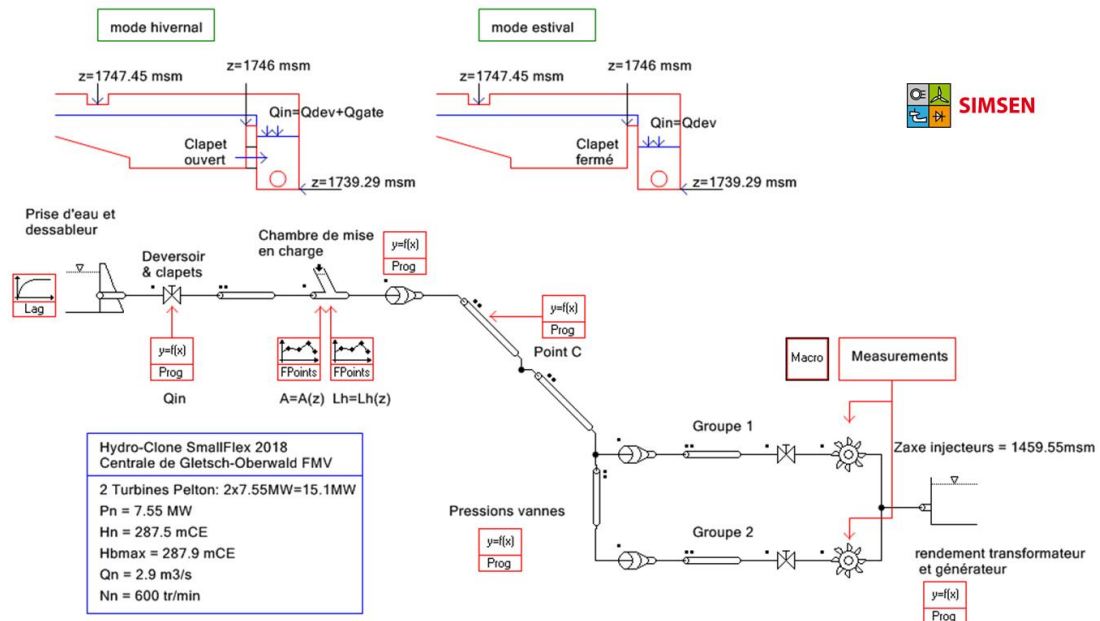 mode hivernal
mode estival
z=1747.45 msm
z=1746 msm
Qin=Qdev+Qgate
Clapet
ouvert
z=1739.29 msm
z=1747.45 msm
z=1746 msm
Qin=Qdev
Clapet
fermé
z=1739.29 msm
SIMSEN
Prise d'eau et
dessableur
Lag
Deversoir
& clapets
y=f(x)
Prog
Qin
Chambre de mise
en charge
FPoints
FPoints
A=A(z)
Lh=Lh(z)
y=f(x)
Prog
y=f(x)
Prog
Point C
Macro
Measurements
Groupe 1
Zaxe injecteurs = 1459.55msm
Hydro-Clone SmallFlex 2018
Centrale de Gletsch-Oberwald FMV
2 Turbines Pelton: 2x7.55MW=15.1MW
Pn = 7.55 MW
Hn = 287.5 mCE
Hbmax = 287.9 mCE
Qn = 2.9 m3/s
Nn = 600 tr/min
Pressions vannes
y=f(x)
Prog
Groupe 2
rendement transformateur
et générateur
y=f(x)
Prog